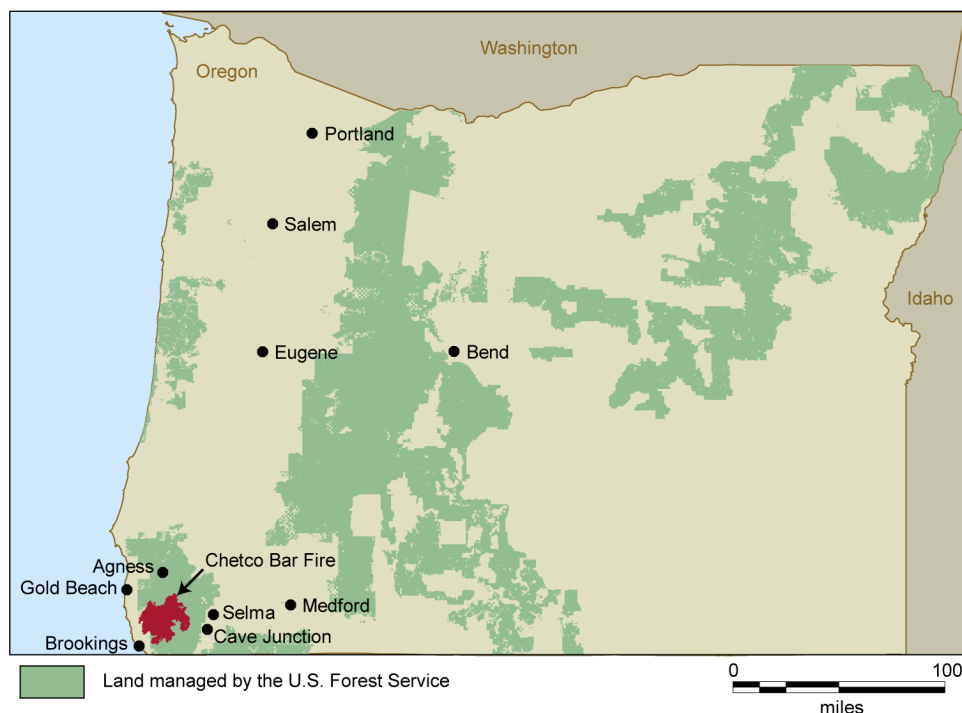 Washington
Oregon
Portland
Salem
Idaho
Eugene
Bend
Chetco Bar Fire
Agness
Gold Beach
Medford
Selma
Cave Junction
Brookings
Land managed by the U.S. Forest Service
0 100
miles